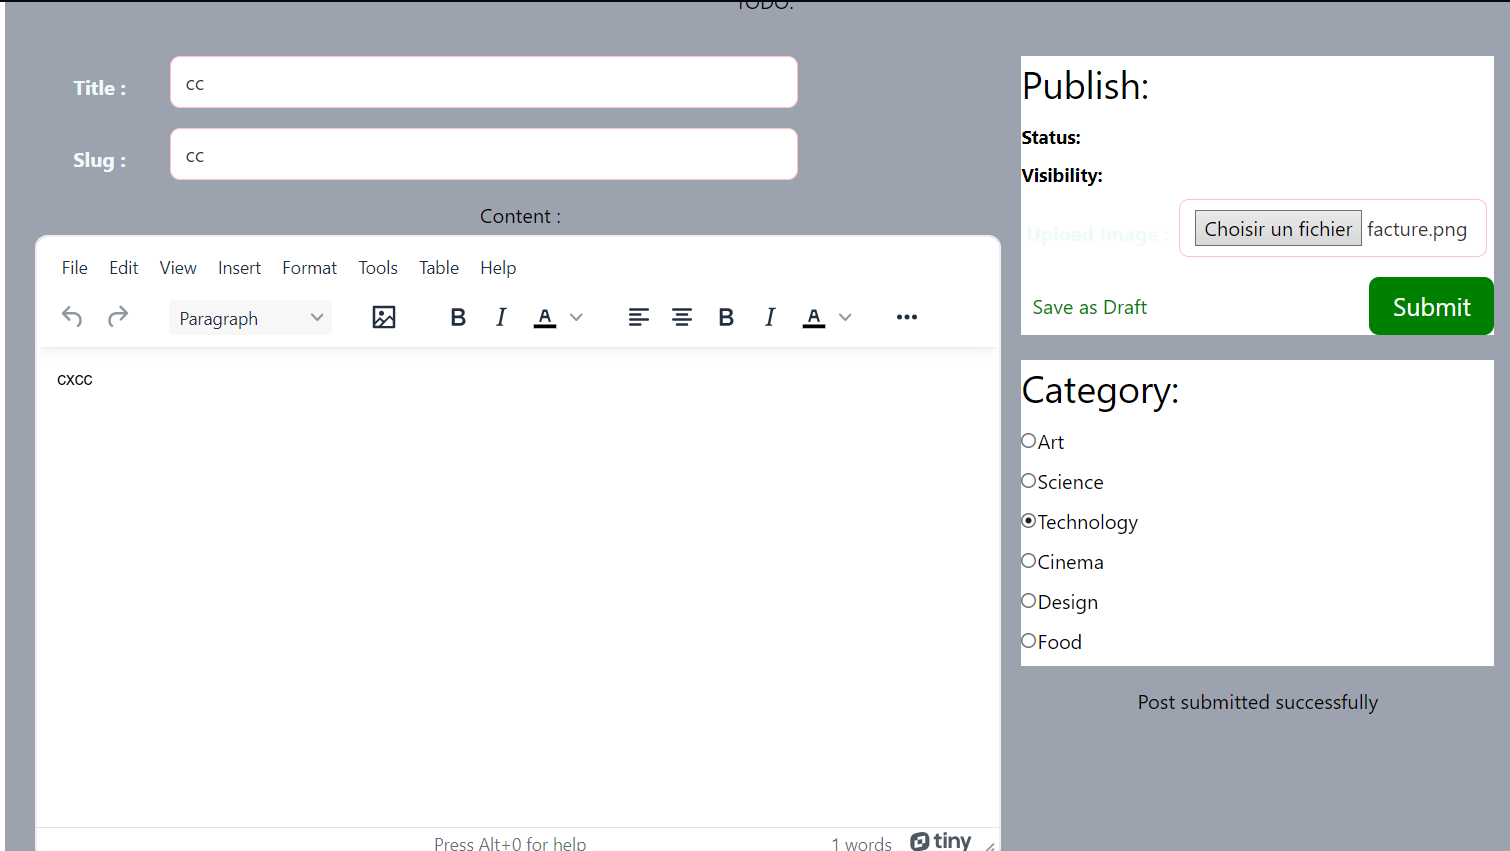 TODO:
Title :
cc
Slug :
cc
Content :
File Edit View Insert Format Tools Table Help
Paragraph B I A B I A
cxcc
Press Alt+0 for help
1 words
tiny
Publish:
Status:
Visibility:
Upload Image :
Choisir un fichier facture.png
Save as Draft
Submit
Category:
Art
Science
Technology
Cinema
Design
Food
Post submitted successfully